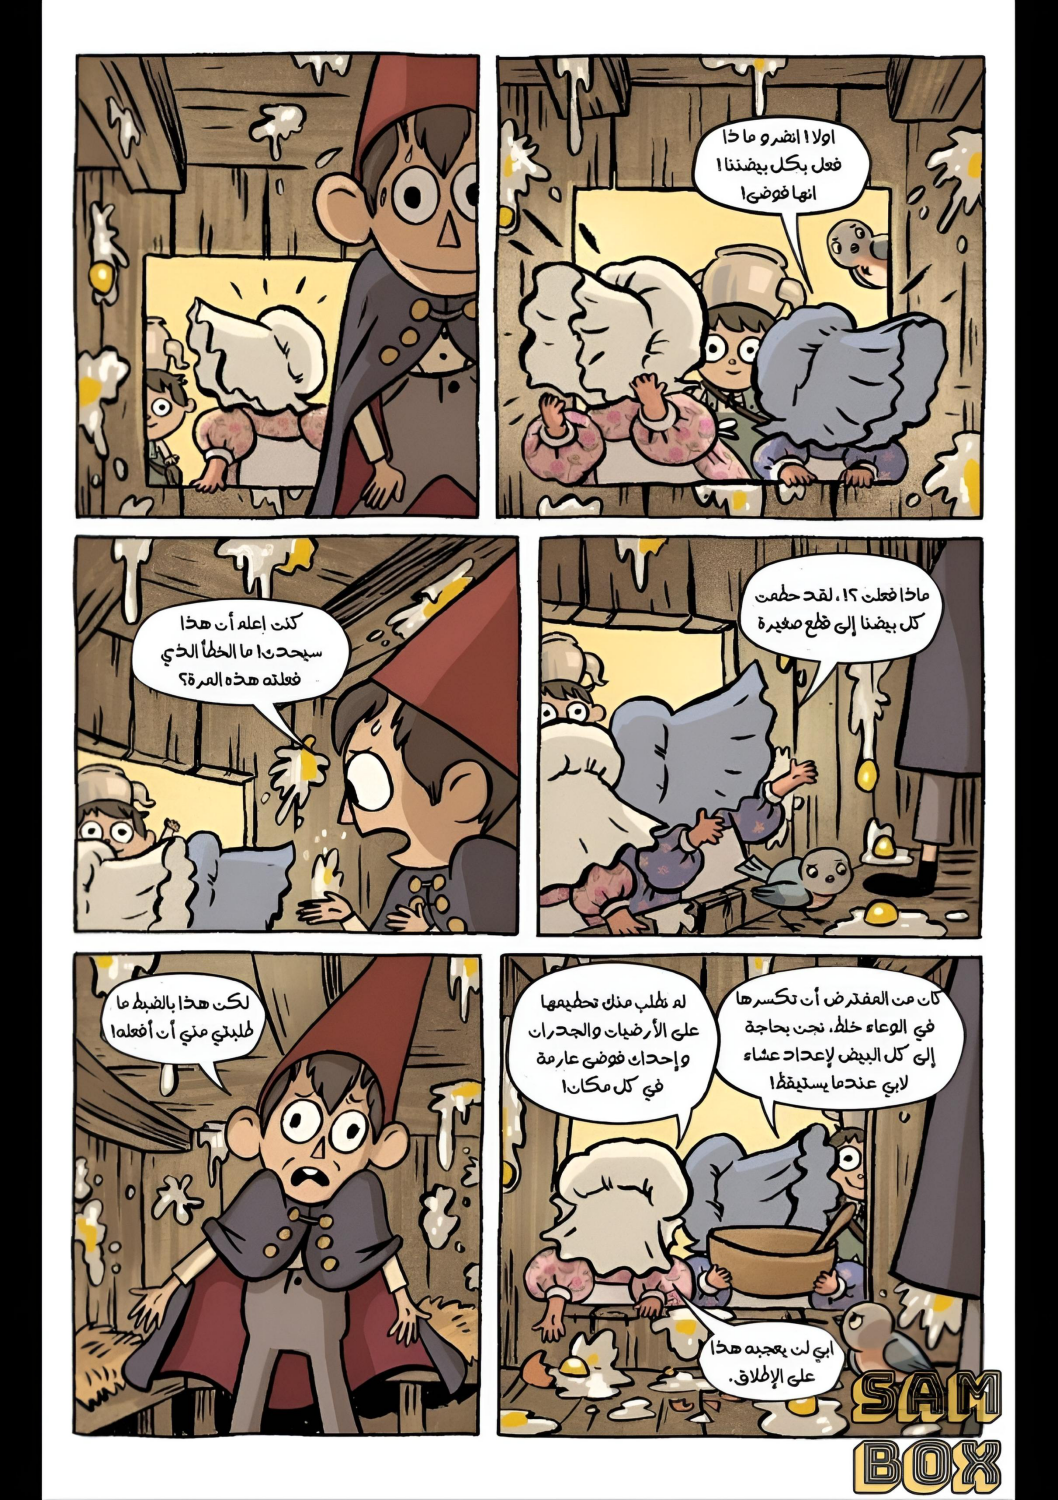 اولا! انضرو ماذا
فعل بكل بيضننا!
انها فوضى!
ماذا فعلت ؟!، لقد حطمت
كل بيضنا إلى قطع صغيرة
كنت إعلم أن هذا
سيحدث! ما الخطأ الذي
فعلته هذه المرة؟
لكن هذا بالضبط ما
طلبتي مني أن أفعله!
كان من المفترض أن تكسرها
في الوعاء خلط، نحن بحاجة
إلى كل البيض لإعداد عشاء
لابي عندما يستيقظ!
لم نطلب منك تحطيمها
على الأرضيات والجدران
وإحداث فوضى عارمة
في كل مكان!
ابي لن يعجبه هذا
على الإطلاق.
SAM
BOX